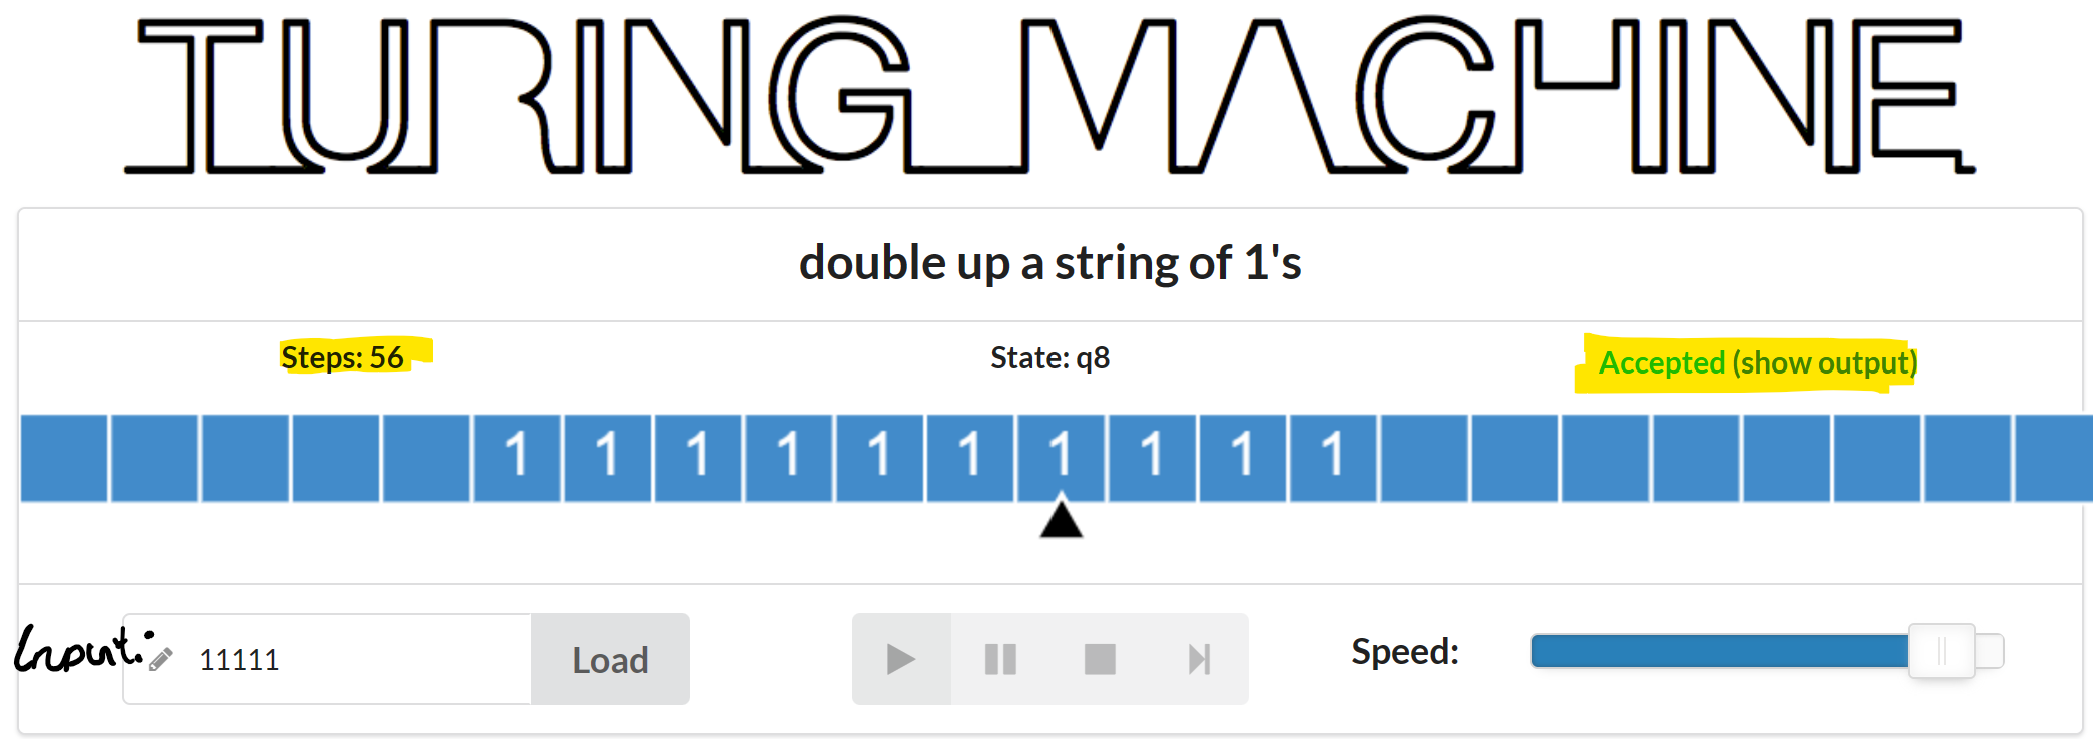 TURING MACHINE
double up a string of 1's
Steps: 56 State: q8 Accepted (show output)
1 1 1 1 1 1 1 1 1 1
Input: 11111 Load Speed: